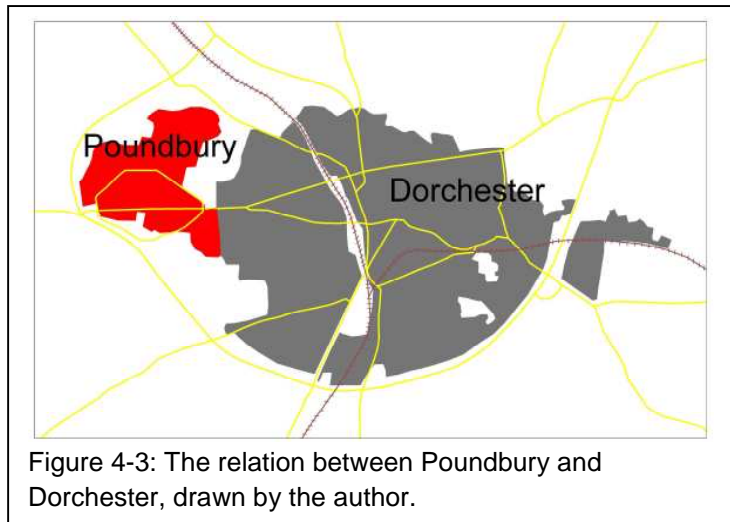 Poundbury
Dorchester
Figure 4-3: The relation between Poundbury and
Dorchester, drawn by the author.